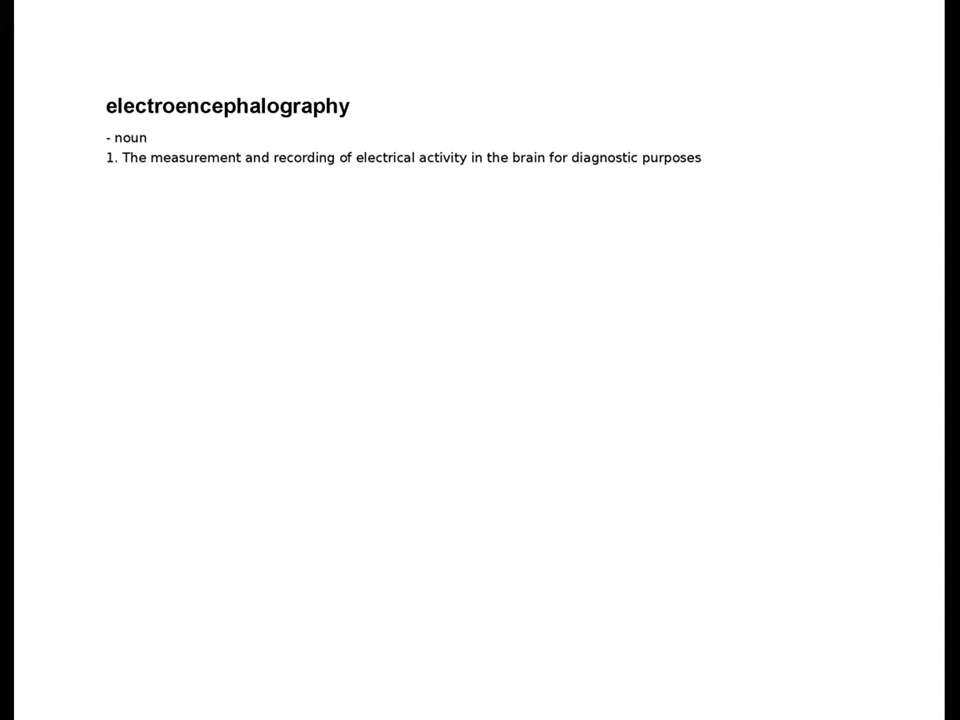 electroencephalography
- noun
1. The measurement and recording of electrical activity in the brain for diagnostic purposes